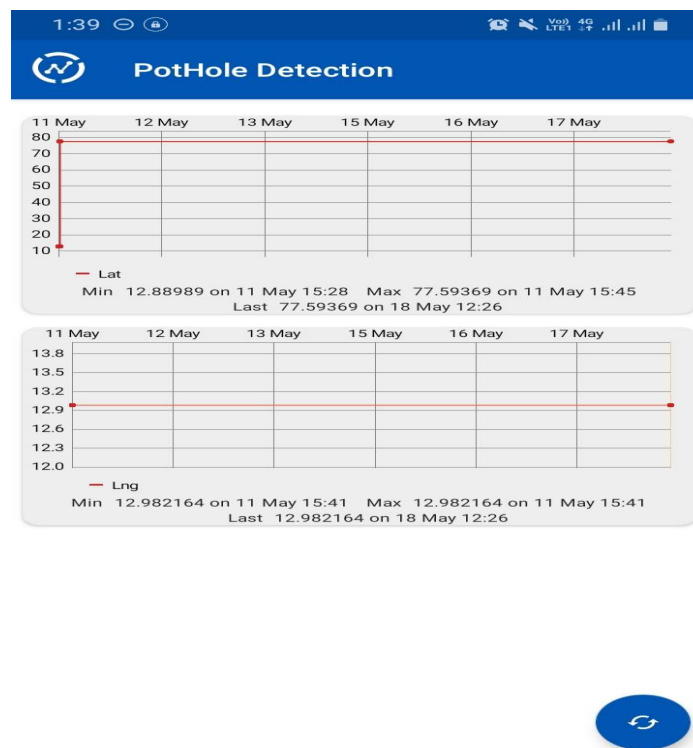 1:39 Vo)) LTE1 4G
PotHole Detection
11 May 12 May 13 May 15 May 16 May 17 May
80
70
60
50
40
30
20
10
Lat
Min 12.88989 on 11 May 15:28 Max 77.59369 on 11 May 15:45
Last 77.59369 on 18 May 12:26
11 May 12 May 13 May 15 May 16 May 17 May
13.8
13.5
13.2
12.9
12.6
12.3
12.0
Lng
Min 12.982164 on 11 May 15:41 Max 12.982164 on 11 May 15:41
Last 12.982164 on 18 May 12:26